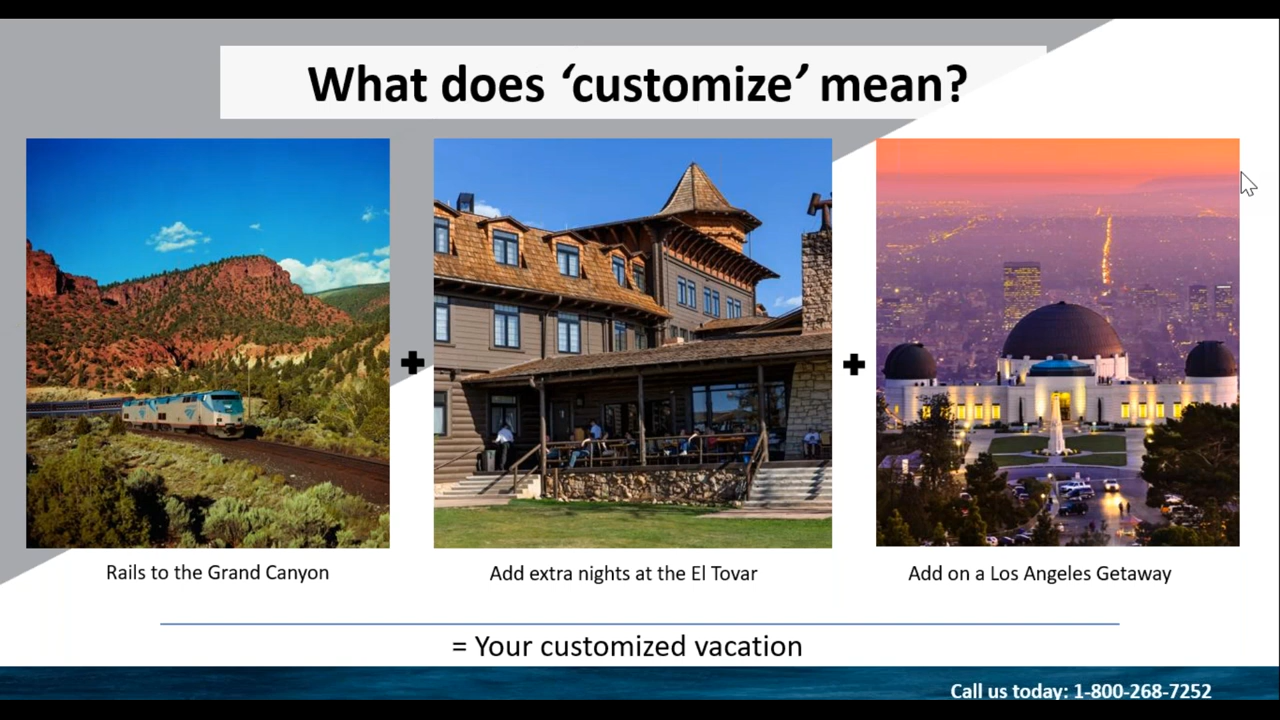 What does ‘customize’ mean?
Rails to the Grand Canyon
Add extra nights at the El Tovar
Add on a Los Angeles Getaway
= Your customized vacation
Call us today: 1-800-268-7252